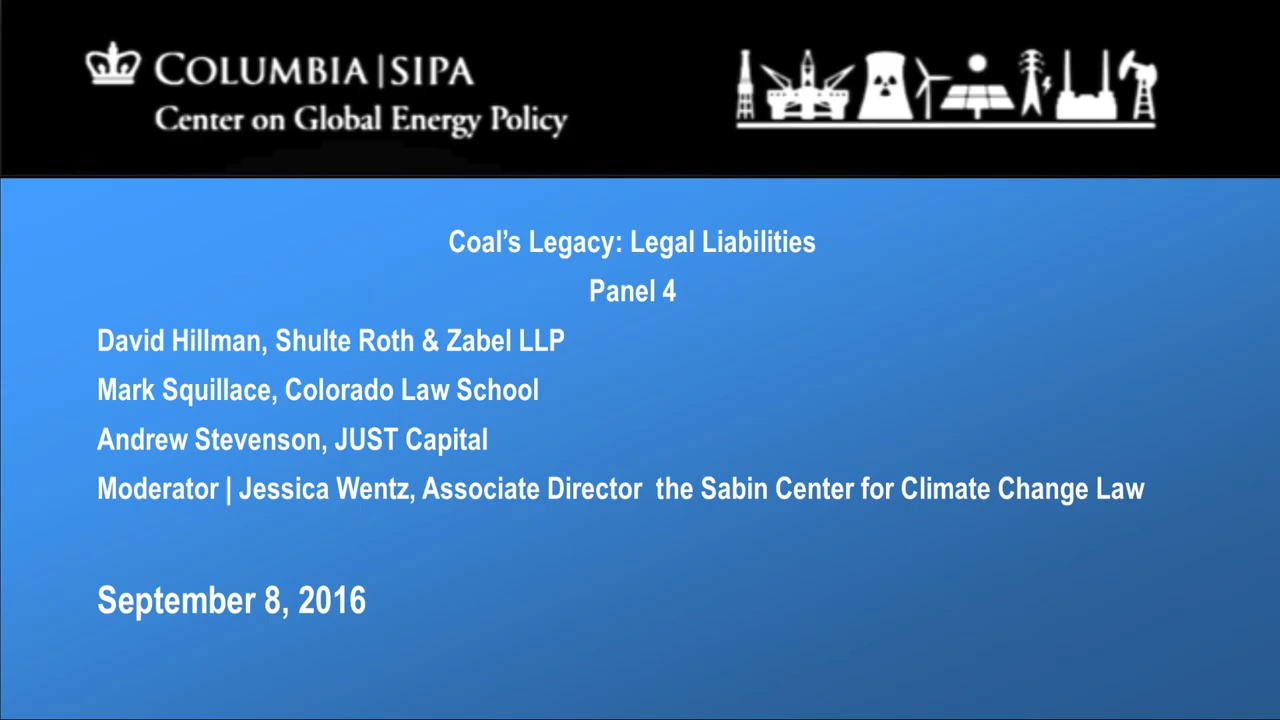 COLUMBIA | SIPA
Center on Global Energy Policy
Coal's Legacy: Legal Liabilities
Panel 4
David Hillman, Shulte Roth & Zabel LLP
Mark Squillace, Colorado Law School
Andrew Stevenson, JUST Capital
Moderator | Jessica Wentz, Associate Director  the Sabin Center for Climate Change Law
September 8, 2016